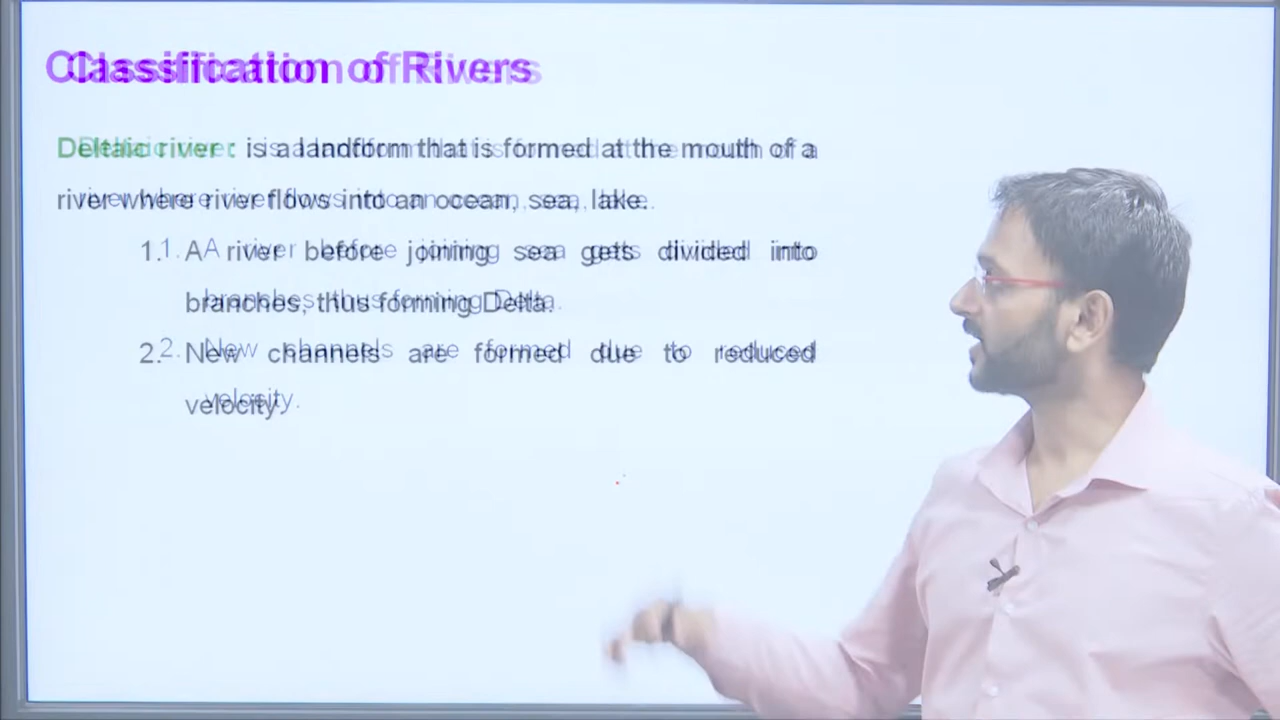 Classification of Rivers
Deltaic river : is a landform that is formed at the mouth of a
river where river flows into an ocean, sea, lake.
1. A river before joining sea gets divided into
branches, thus forming Delta.
2. New channels are formed due to reduced
velocity.